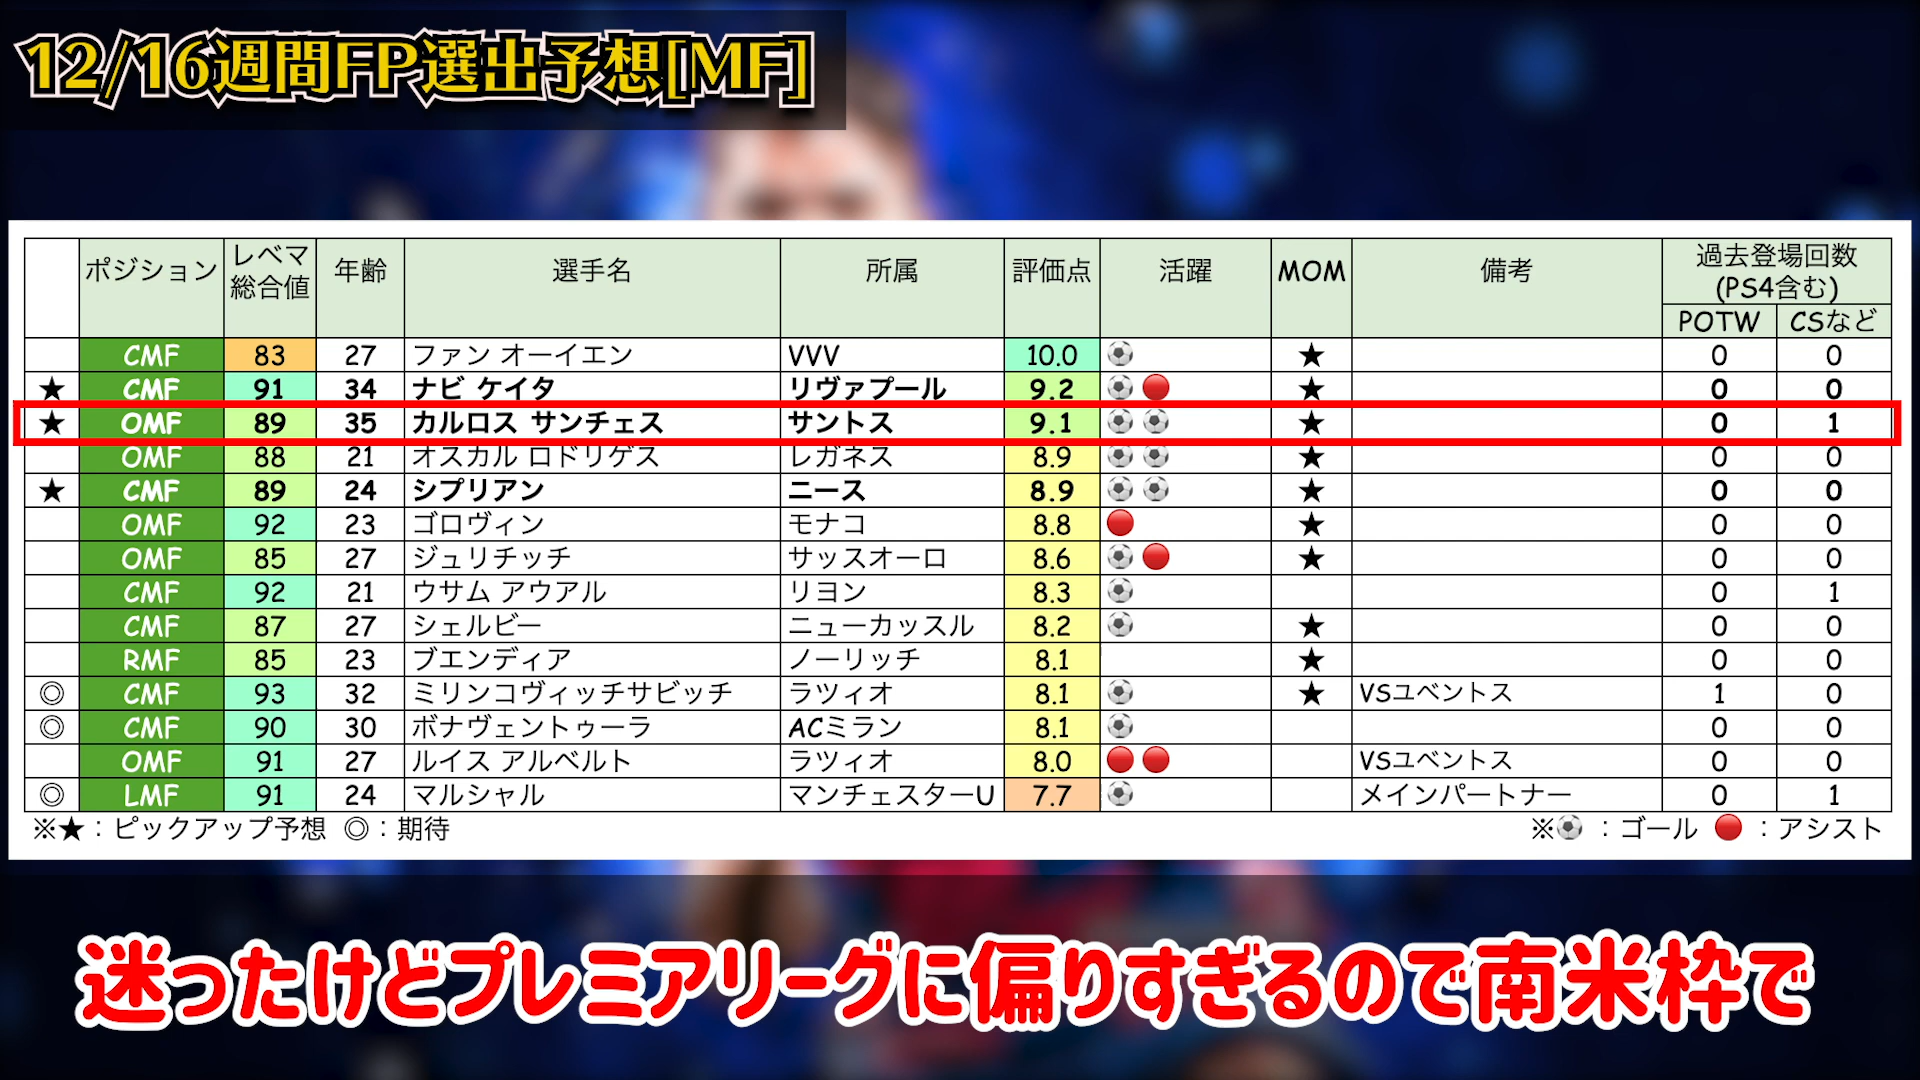 12/16週間FP選出予想[MF]
ポジション レベマ総合値 年齢 選手名 所属 評価点 活躍 MOM 備考 過去登場回数(PS4含む)
POTW CSなど
CMF 83 27 ファン オーイエン VVV 10.0 ⚽ ★ 0 0
★ CMF 91 34 ナビ ケイタ リヴァプール 9.2 ⚽🔴 ★ 0 0
★ OMF 89 35 カルロス サンチェス サントス 9.1 ⚽⚽ ★ 0 1
OMF 88 21 オスカル ロドリゲス レガネス 8.9 ⚽⚽ ★ 0 0
★ CMF 89 24 シプリアン ニース 8.9 ⚽⚽ ★ 0 0
OMF 92 23 ゴロヴィン モナコ 8.8 🔴 ★ 0 0
OMF 85 27 ジュリチッチ サッスオーロ 8.6 ⚽🔴 ★ 0 0
CMF 92 21 ウサム アウアル リヨン 8.3 ⚽ 0 1
CMF 87 27 シェルビー ニューカッスル 8.2 ⚽ ★ 0 0
RMF 85 23 ブエンディア ノーリッチ 8.1 ★ 0 0
◎ CMF 93 32 ミリンコヴィッチサビッチ ラツィオ 8.1 ⚽ ★ VSユベントス 1 0
◎ CMF 90 30 ボナヴェントゥーラ ACミラン 8.1 ⚽ 0 0
OMF 91 27 ルイス アルベルト ラツィオ 8.0 🔴🔴 VSユベントス 0 0
◎ LMF 91 24 マルシャル マンチェスターU 7.7 ⚽ メインパートナー 0 1
※★：ピックアップ予想 ◎：期待 ※⚽：ゴール 🔴：アシスト
迷ったけどプレミアリーグに偏りすぎるので南米枠で